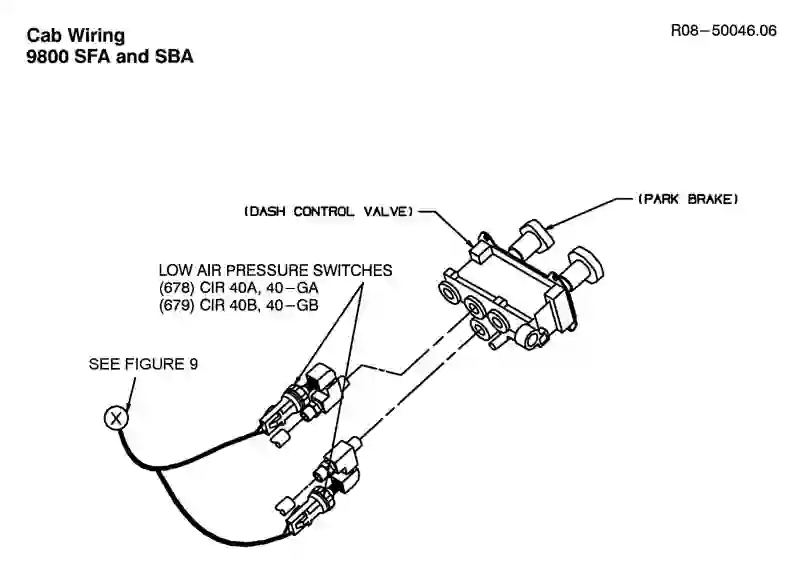 Cab Wiring
9800 SFA and SBA
R08-50046.06
(PARK BRAKE)
(DASH CONTROL VALVE)
LOW AIR PRESSURE SWITCHES
(678) CIR 40A, 40-GA
(679) CIR 40B, 40-GB
SEE FIGURE 9
X